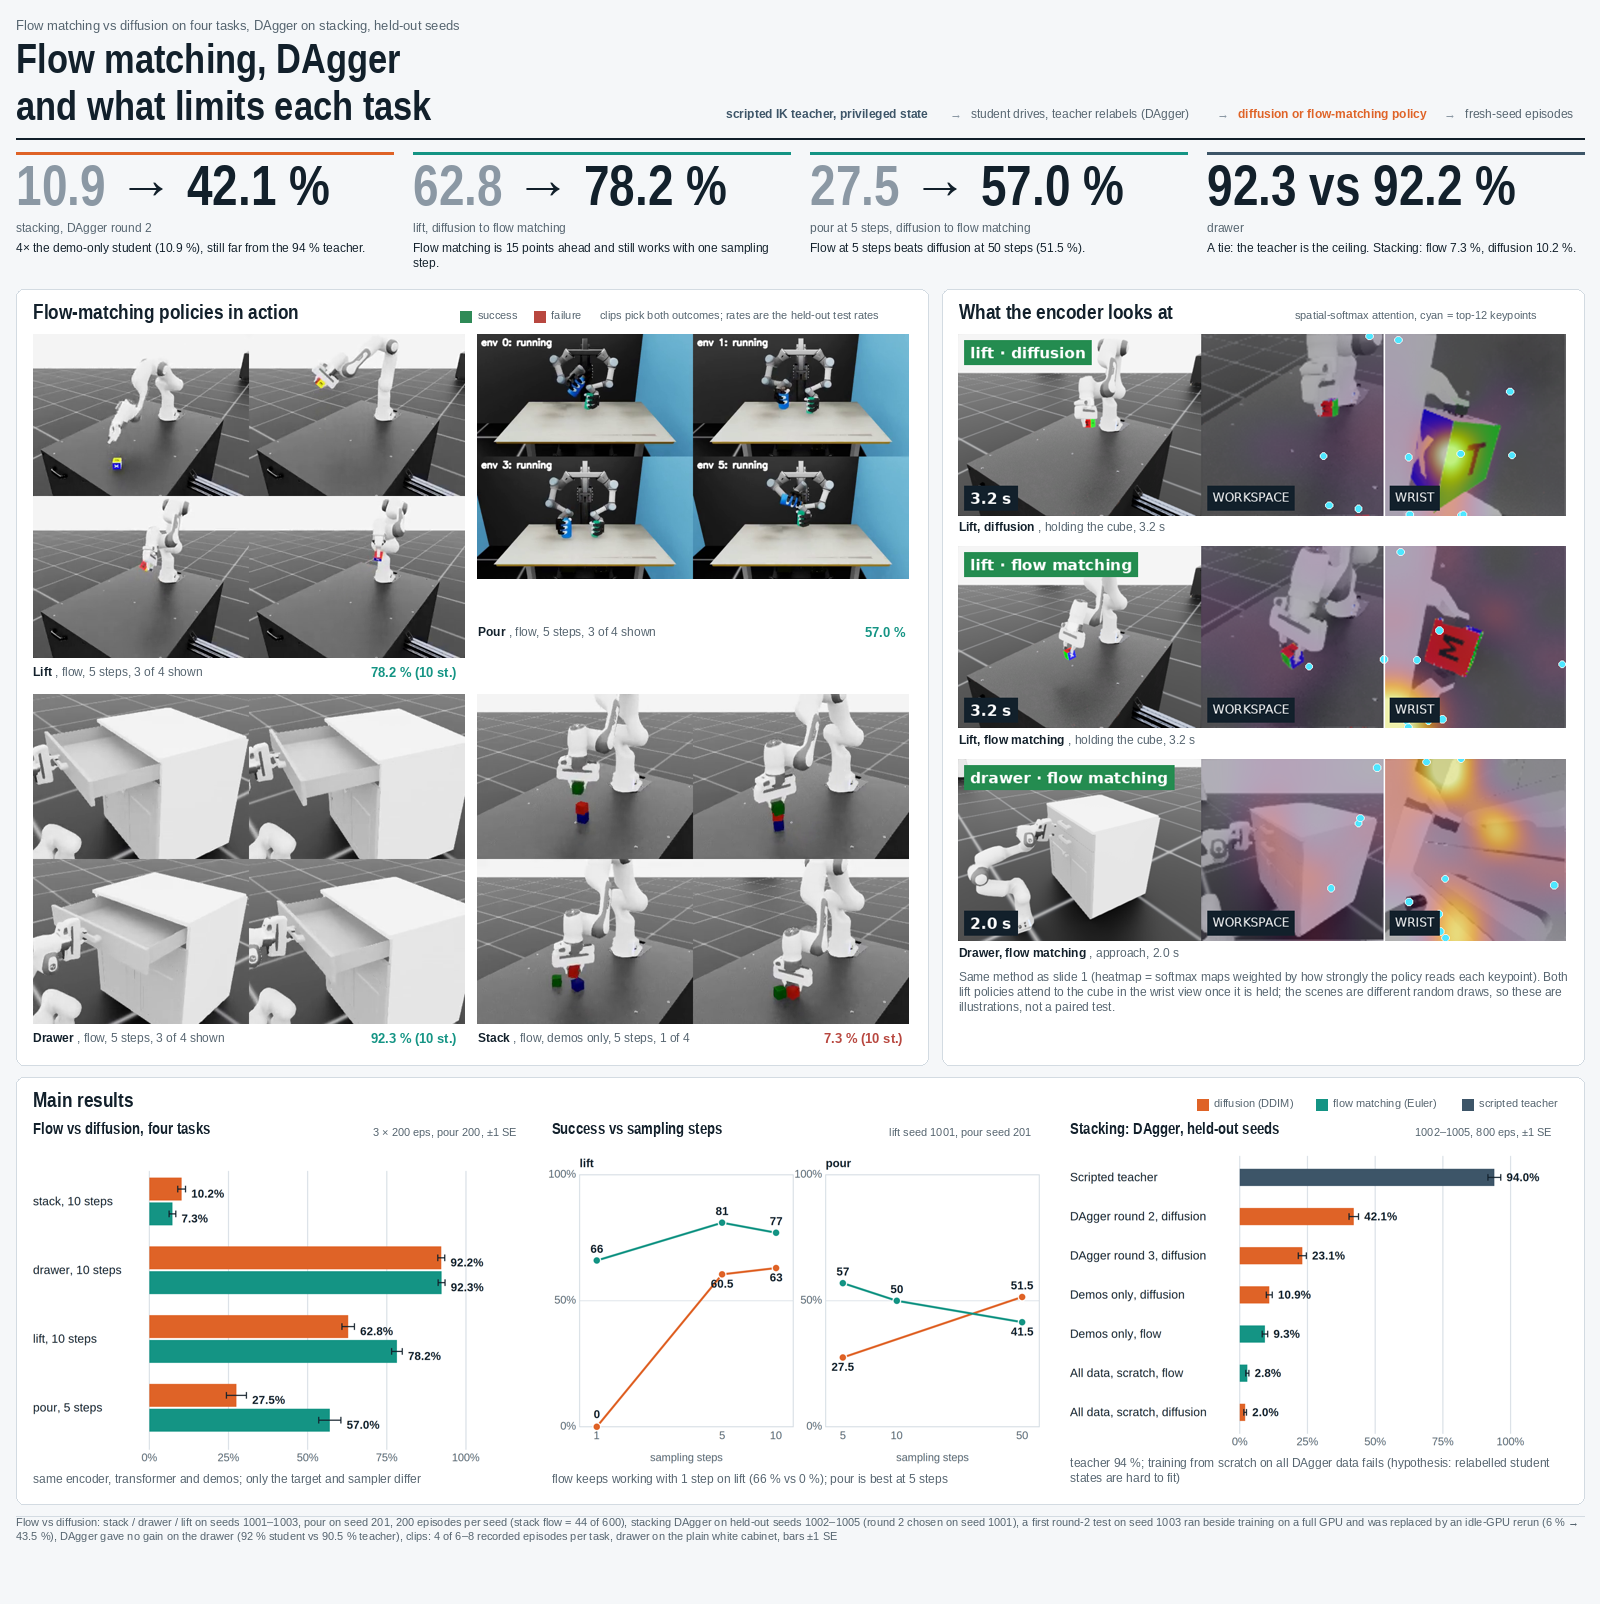 Flow matching vs diffusion on four tasks, DAgger on stacking, held-out seeds
Flow matching, DAgger
and what limits each task
scripted IK teacher, privileged state → student drives, teacher relabels (DAgger) → diffusion or flow-matching policy → fresh-seed episodes
10.9 → 42.1 %
stacking, DAgger round 2
4× the demo-only student (10.9 %), still far from the 94 % teacher.
62.8 → 78.2 %
lift, diffusion to flow matching
Flow matching is 15 points ahead and still works with one sampling
step.
27.5 → 57.0 %
pour at 5 steps, diffusion to flow matching
Flow at 5 steps beats diffusion at 50 steps (51.5 %).
92.3 vs 92.2 %
drawer
A tie: the teacher is the ceiling. Stacking: flow 7.3 %, diffusion 10.2 %.
Flow-matching policies in action
success
failure
clips pick both outcomes; rates are the held-out test rates
env 0: running
env 1: running
env 3: running
env 5: running
Lift , flow, 5 steps, 3 of 4 shown
78.2 % (10 st.)
Pour , flow, 5 steps, 3 of 4 shown
57.0 %
Drawer , flow, 5 steps, 3 of 4 shown
92.3 % (10 st.)
Stack , flow, demos only, 5 steps, 1 of 4
7.3 % (10 st.)
What the encoder looks at
spatial-softmax attention, cyan = top-12 keypoints
lift · diffusion
3.2 s
WORKSPACE
WRIST
Lift, diffusion , holding the cube, 3.2 s
lift · flow matching
M
3.2 s
WORKSPACE
WRIST
Lift, flow matching , holding the cube, 3.2 s
drawer · flow matching
2.0 s
WORKSPACE
WRIST
Drawer, flow matching , approach, 2.0 s
Same method as slide 1 (heatmap = softmax maps weighted by how strongly the policy reads each keypoint). Both
lift policies attend to the cube in the wrist view once it is held; the scenes are different random draws, so these are
illustrations, not a paired test.
Main results
diffusion (DDIM)
flow matching (Euler)
scripted teacher
Flow vs diffusion, four tasks
3 × 200 eps, pour 200, ±1 SE
stack, 10 steps
10.2%
7.3%
drawer, 10 steps
92.2%
92.3%
lift, 10 steps
62.8%
78.2%
pour, 5 steps
27.5%
57.0%
0% 25% 50% 75% 100%
same encoder, transformer and demos; only the target and sampler differ
Success vs sampling steps
lift seed 1001, pour seed 201
lift
100%
50%
0%
66
81
77
0
60.5
63
1 5 10
sampling steps
pour
100%
50%
0%
57
50
51.5
41.5
27.5
5 10 50
sampling steps
flow keeps working with 1 step on lift (66 % vs 0 %); pour is best at 5 steps
Stacking: DAgger, held-out seeds
1002–1005, 800 eps, ±1 SE
Scripted teacher
94.0%
DAgger round 2, diffusion
42.1%
DAgger round 3, diffusion
23.1%
Demos only, diffusion
10.9%
Demos only, flow
9.3%
All data, scratch, flow
2.8%
All data, scratch, diffusion
2.0%
0% 25% 50% 75% 100%
teacher 94 %; training from scratch on all DAgger data fails (hypothesis: relabelled student
states are hard to fit)
Flow vs diffusion: stack / drawer / lift on seeds 1001–1003, pour on seed 201, 200 episodes per seed (stack flow = 44 of 600), stacking DAgger on held-out seeds 1002–1005 (round 2 chosen on seed 1001), a first round-2 test on seed 1003 ran beside training on a full GPU and was replaced by an idle-GPU rerun (6 % →
43.5 %), DAgger gave no gain on the drawer (92 % student vs 90.5 % teacher), clips: 4 of 6–8 recorded episodes per task, drawer on the plain white cabinet, bars ±1 SE